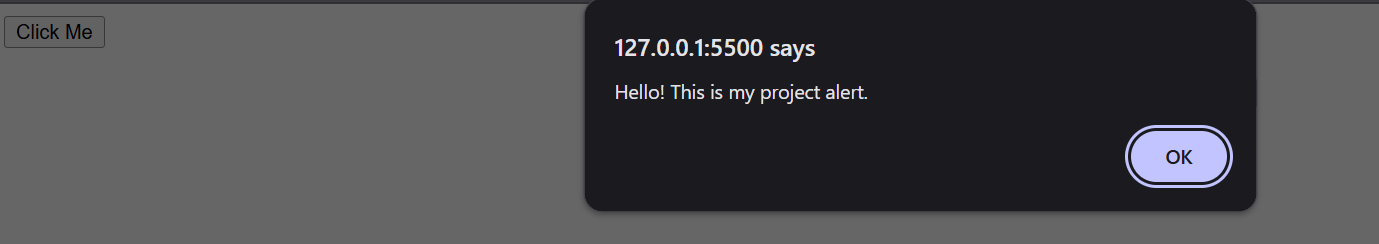 Click Me
127.0.0.1:5500 says
Hello! This is my project alert.
OK